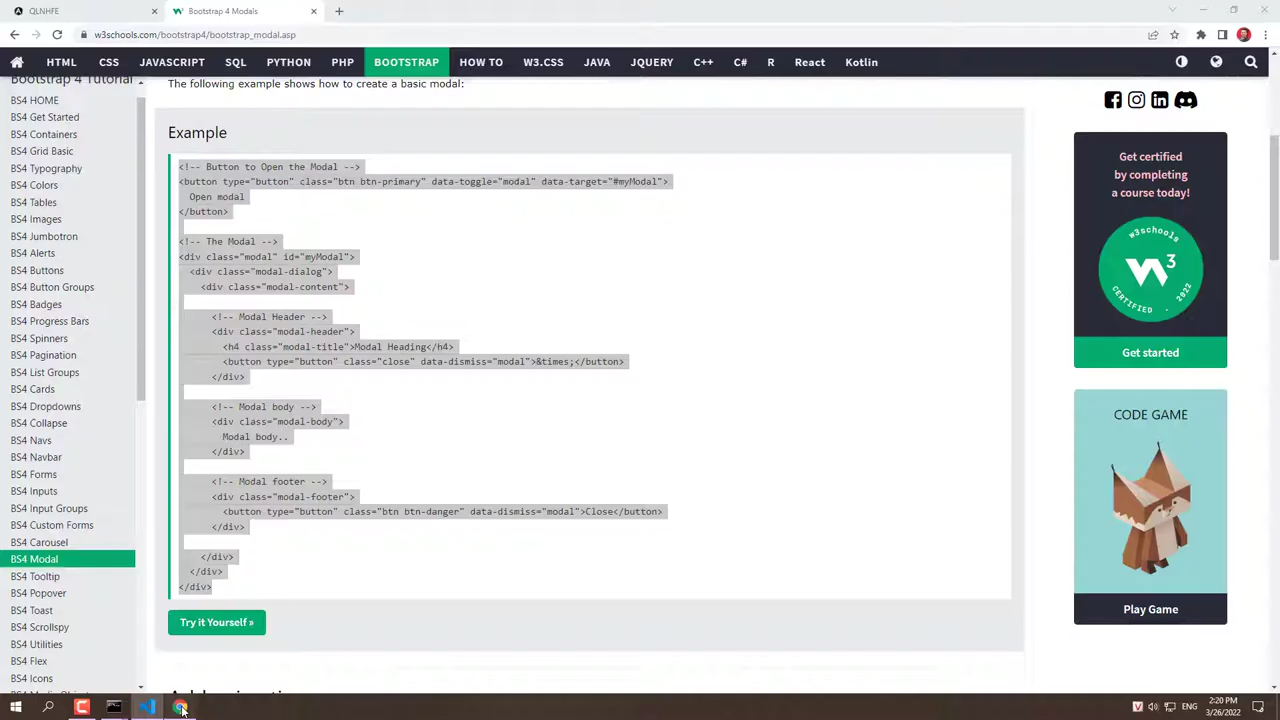 QLNHFE
Bootstrap 4 Modals
w3schools.com/bootstrap4/bootstrap_modal.asp
HTML CSS JAVASCRIPT SQL PYTHON PHP BOOTSTRAP HOW TO W3.CSS JAVA JQUERY C++ C# R React Kotlin
Bootstrap 4 Tutorial
BS4 HOME
BS4 Get Started
BS4 Containers
BS4 Grid Basic
BS4 Typography
BS4 Colors
BS4 Tables
BS4 Images
BS4 Jumbotron
BS4 Alerts
BS4 Buttons
BS4 Button Groups
BS4 Badges
BS4 Progress Bars
BS4 Spinners
BS4 Pagination
BS4 List Groups
BS4 Cards
BS4 Dropdowns
BS4 Collapse
BS4 Navs
BS4 Navbar
BS4 Forms
BS4 Inputs
BS4 Input Groups
BS4 Custom Forms
BS4 Carousel
BS4 Modal
BS4 Tooltip
BS4 Popover
BS4 Toast
BS4 Scrollspy
BS4 Utilities
BS4 Flex
BS4 Icons
The following example shows how to create a basic modal:
Example
<!-- Button to Open the Modal -->
<button type="button" class="btn btn-primary" data-toggle="modal" data-target="#myModal">
Open modal
</button>
<!-- The Modal -->
<div class="modal" id="myModal">
<div class="modal-dialog">
<div class="modal-content">
<!-- Modal Header -->
<div class="modal-header">
<h4 class="modal-title">Modal Heading</h4>
<button type="button" class="close" data-dismiss="modal">&times;</button>
</div>
<!-- Modal body -->
<div class="modal-body">
Modal body..
</div>
<!-- Modal footer -->
<div class="modal-footer">
<button type="button" class="btn btn-danger" data-dismiss="modal">Close</button>
</div>
</div>
</div>
</div>
Try it Yourself »
Get certified
by completing
a course today!
w3schools
W3
CERTIFIED . 2022
Get started
CODE GAME
Play Game
V ENG
2:20 PM
3/26/2022